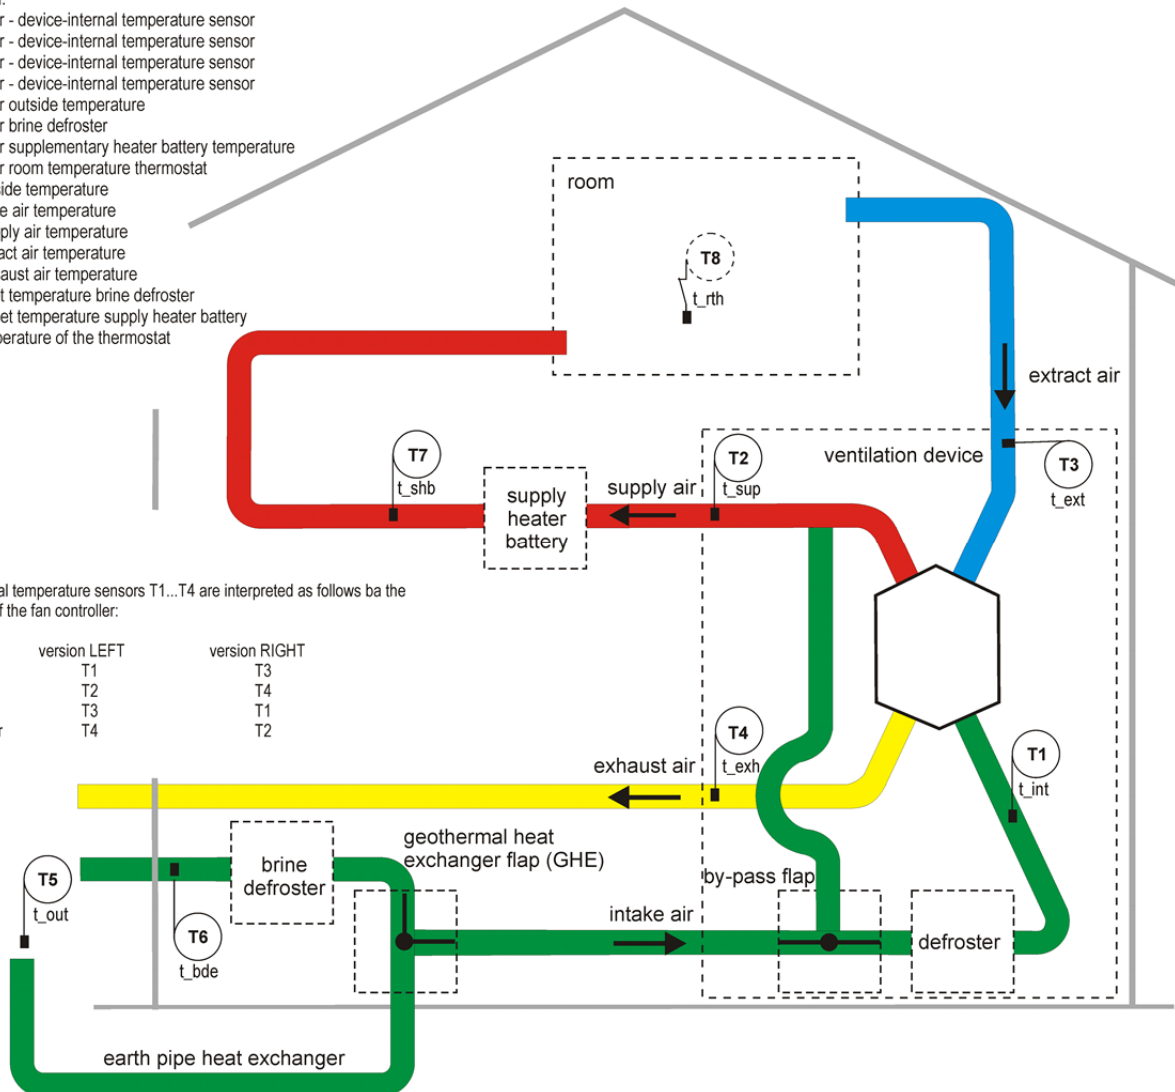 r - device-internal temperature sensor
r - device-internal temperature sensor
r - device-internal temperature sensor
r - device-internal temperature sensor
r outside temperature
r brine defroster
r supplementary heater battery temperature
r room temperature thermostat
side temperature
e air temperature
ply air temperature
act air temperature
aust air temperature
t temperature brine defroster
et temperature supply heater battery
perature of the thermostat
room
T8
t_rth
extract air
ventilation device
T3
t_ext
T7
t_shb
supply
heater
battery
supply air
T2
t_sup
al temperature sensors T1...T4 are interpreted as follows ba the
f the fan controller:
version LEFT version RIGHT
T1 T3
T2 T4
T3 T1
r T4 T2
T4
t_exh
exhaust air
T1
t_int
geothermal heat
exchanger flap (GHE)
T5
t_out
brine
defroster
T6
t_bde
by-pass flap
intake air
defroster
earth pipe heat exchanger